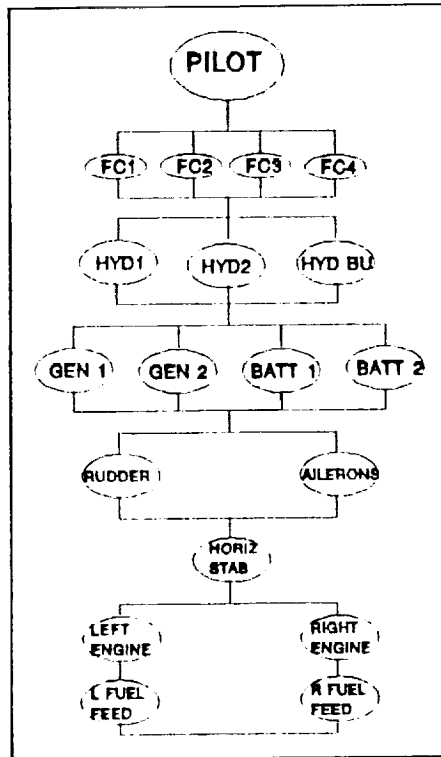 PILOT
FC1 FC2 FC3 FC4
HYD1 HYD2 HYD BU
GEN 1 GEN 2 BATT 1 BATT 2
RUDDER AILERONS
HORIZ
STAB
LEFT
ENGINE
RIGHT
ENGINE
L FUEL
FEED
R FUEL
FEED